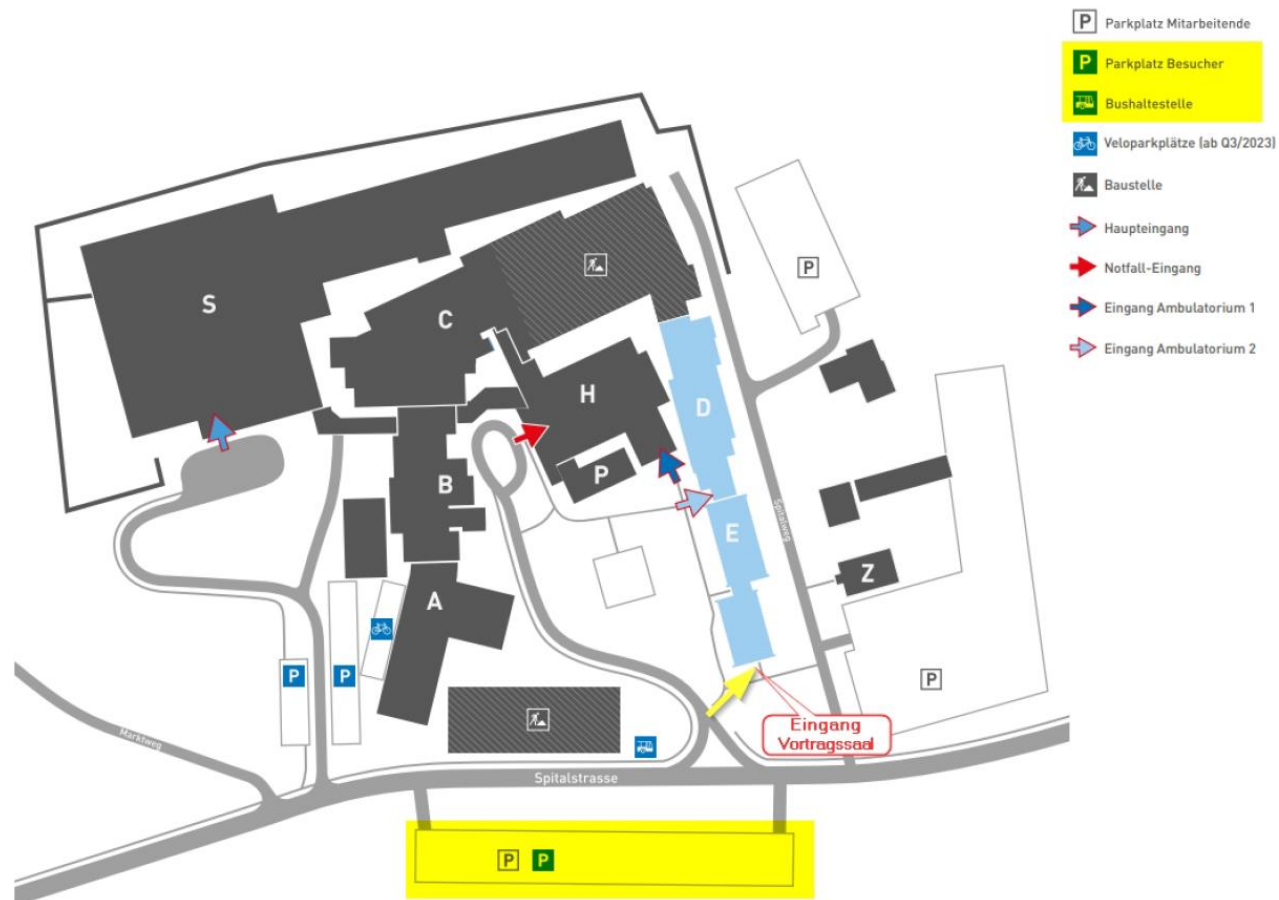 P Parkplatz Mitarbeitende
P Parkplatz Besucher
Bushaltestelle
Veloparkplätze (ab Q3/2023)
Baustelle
Haupteingang
Notfall-Eingang
Eingang Ambulatorium 1
Eingang Ambulatorium 2
P
S
C
H
D
P
B
E
Spitalweg
Z
A
P
P
P
Eingang
Vortragssaal
Marktweg
Spitalstrasse
P P